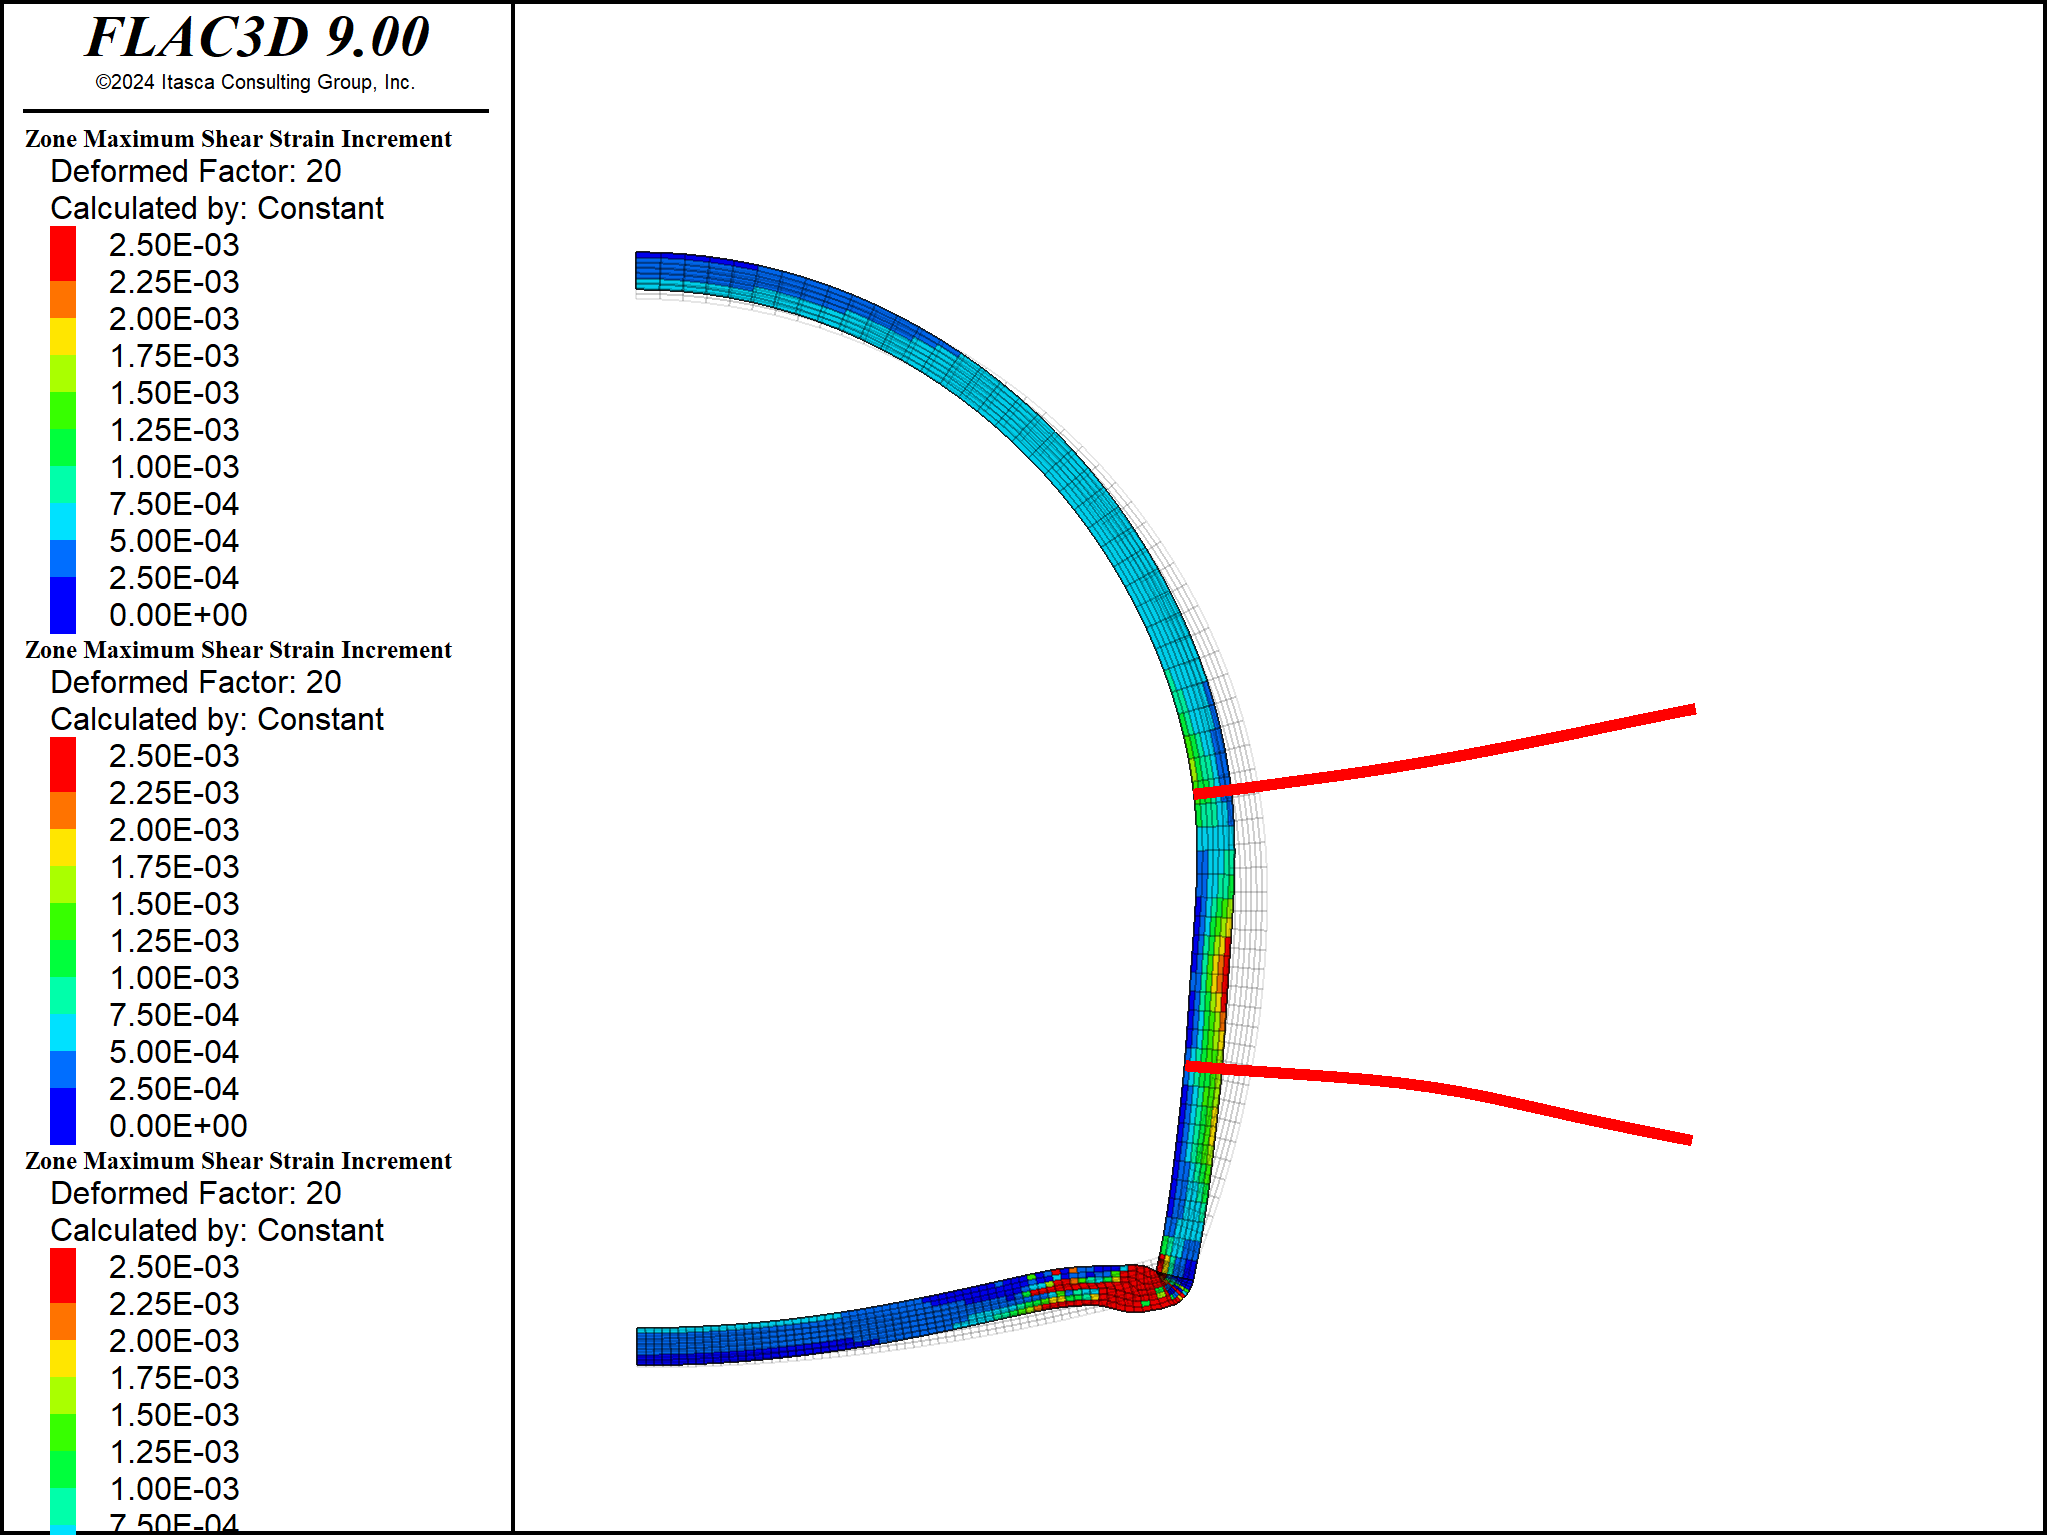 FLAC3D 9.00
©2024 Itasca Consulting Group, Inc.
Zone Maximum Shear Strain Increment
Deformed Factor: 20
Calculated by: Constant
2.50E-03
2.25E-03
2.00E-03
1.75E-03
1.50E-03
1.25E-03
1.00E-03
7.50E-04
5.00E-04
2.50E-04
0.00E+00
Zone Maximum Shear Strain Increment
Deformed Factor: 20
Calculated by: Constant
2.50E-03
2.25E-03
2.00E-03
1.75E-03
1.50E-03
1.25E-03
1.00E-03
7.50E-04
5.00E-04
2.50E-04
0.00E+00
Zone Maximum Shear Strain Increment
Deformed Factor: 20
Calculated by: Constant
2.50E-03
2.25E-03
2.00E-03
1.75E-03
1.50E-03
1.25E-03
1.00E-03
7.50E-04